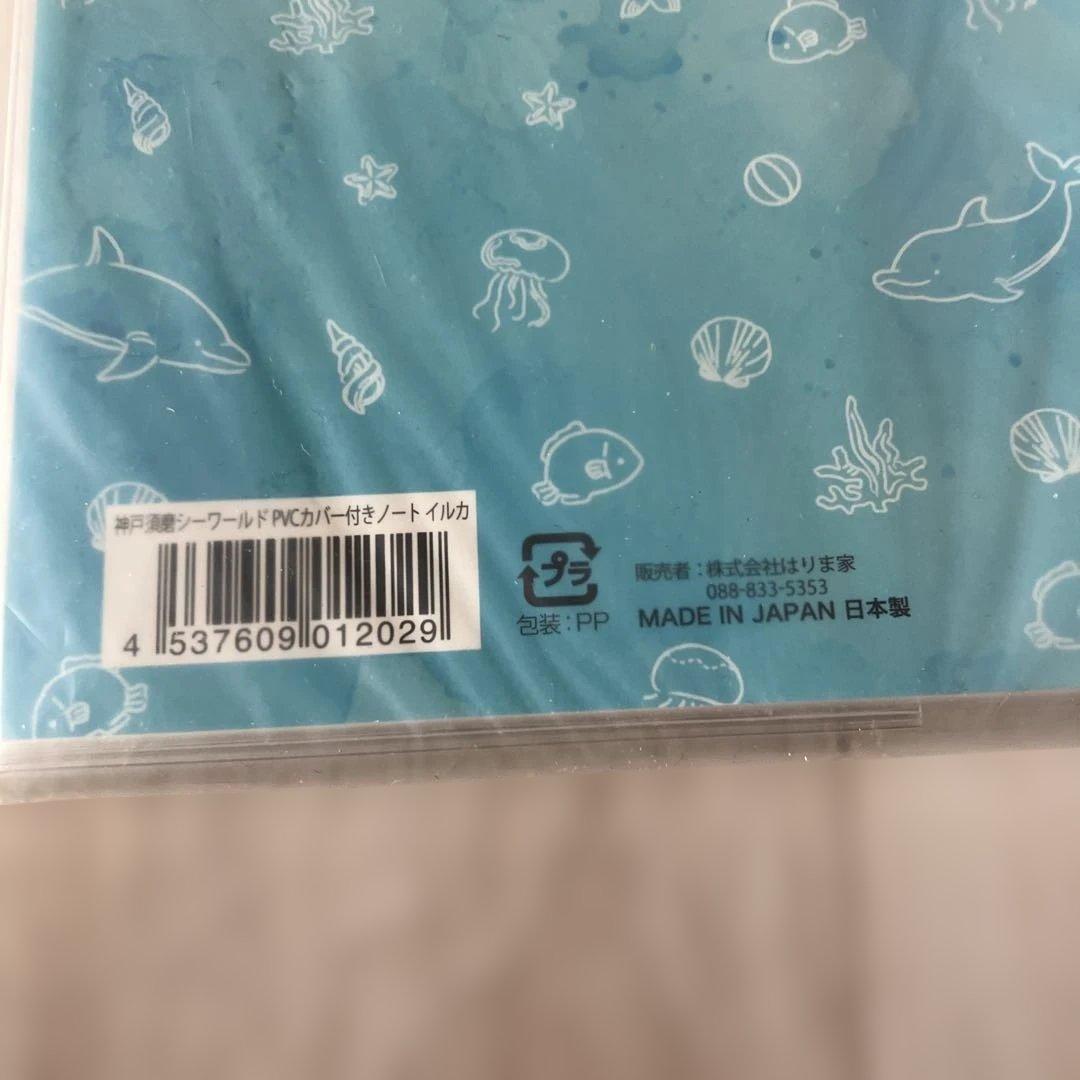 神戸須磨シーワールド PVCカバー付きノート イルカ
4 537609 012029
プラ
包装：PP
販売者：株式会社はりま家
088-833-5353
MADE IN JAPAN 日本製